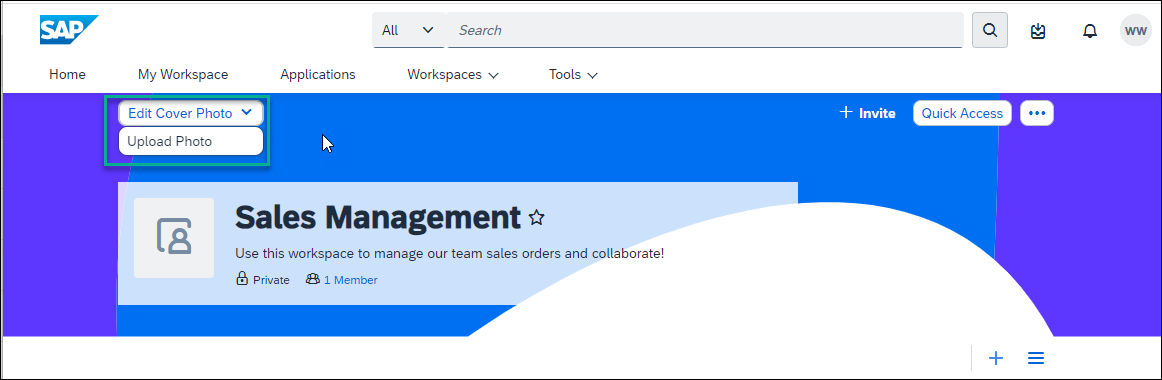 SAP
All
Search
WW
Home
My Workspace
Applications
Workspaces
Tools
Edit Cover Photo
Invite
Quick Access
Upload Photo
Sales Management
Use this workspace to manage our team sales orders and collaborate!
Private
1 Member